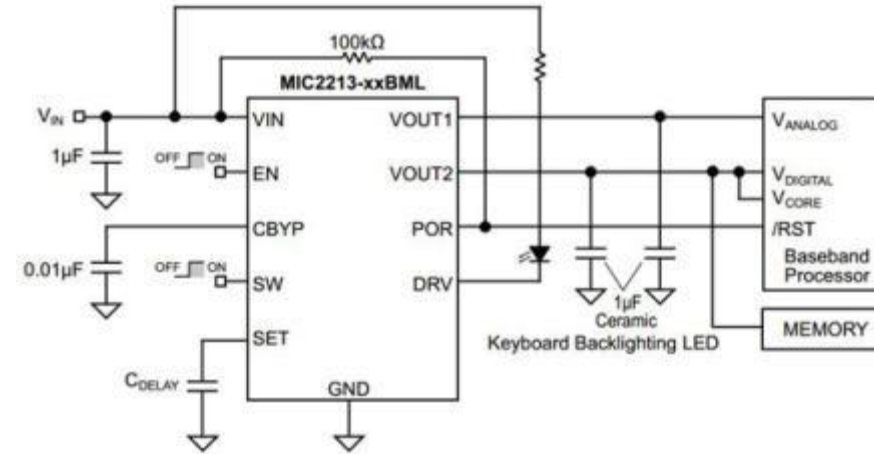 100kΩ
MIC2213-xxBML
VIN
VIN
VOUT1
VANALOG
1µF
OFF ON
EN
VOUT2
VDIGITAL
VCORE
CBYP
POR
/RST
0.01µF
OFF ON
SW
DRV
Baseband
Processor
1µF
Ceramic
Keyboard Backlighting LED
SET
MEMORY
CDELAY
GND